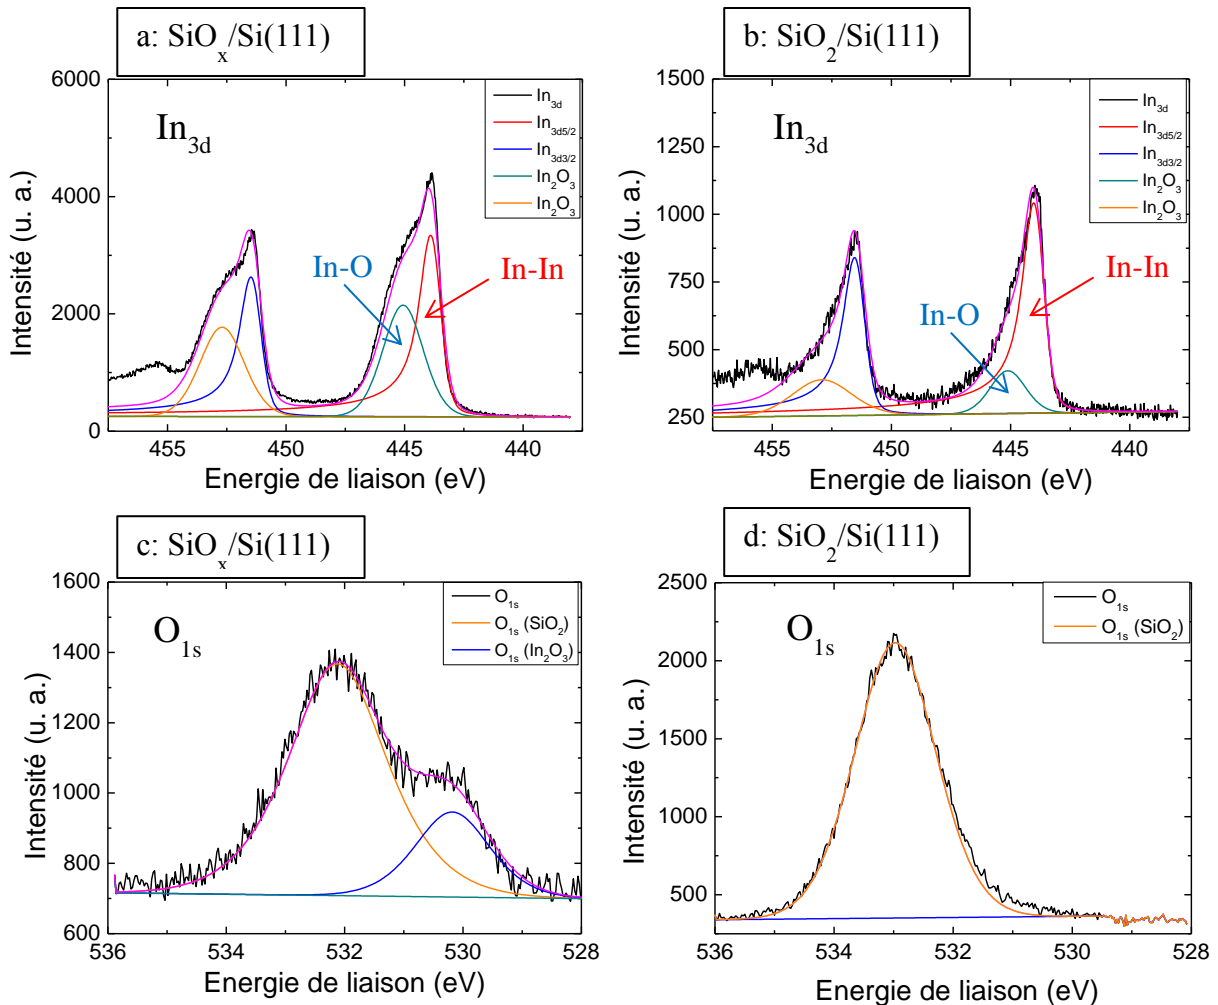 a: SiOx/Si(111)
6000
4000
2000
0
Intensité (u. a.)
In3d
In3d
In3d5/2
In3d3/2
In2O3
In2O3
In-O
In-In
455 450 445 440
Energie de liaison (eV)
b: SiO2/Si(111)
1500
1250
1000
750
500
250
Intensité (u. a.)
In3d
In3d
In3d5/2
In3d3/2
In2O3
In2O3
In-In
In-O
455 450 445 440
Energie de liaison (eV)
c: SiOx/Si(111)
1600
1400
1200
1000
800
600
Intensité (u. a.)
O1s
O1s
O1s (SiO2)
O1s (In2O3)
536 534 532 530 528
Energie de liaison (eV)
d: SiO2/Si(111)
2500
2000
1500
1000
500
Intensité (u. a.)
O1s
O1s
O1s (SiO2)
536 534 532 530 528
Energie de liaison (eV)